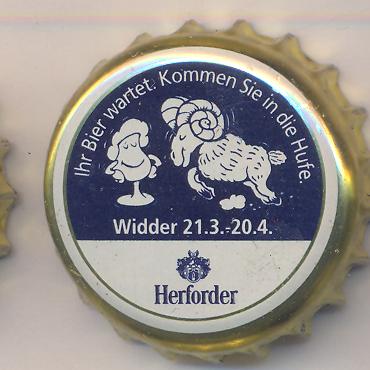 Ihr Bier wartet. Kommen Sie in die Hufe.
Widder 21.3.-20.4.
Herforder